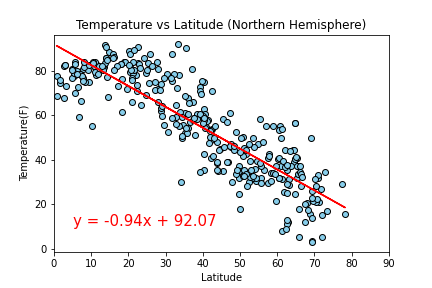 Temperature vs Latitude (Northern Hemisphere)
Temperature(F)
80
60
40
20
0
y = -0.94x + 92.07
0 10 20 30 40 50 60 70 80 90
Latitude